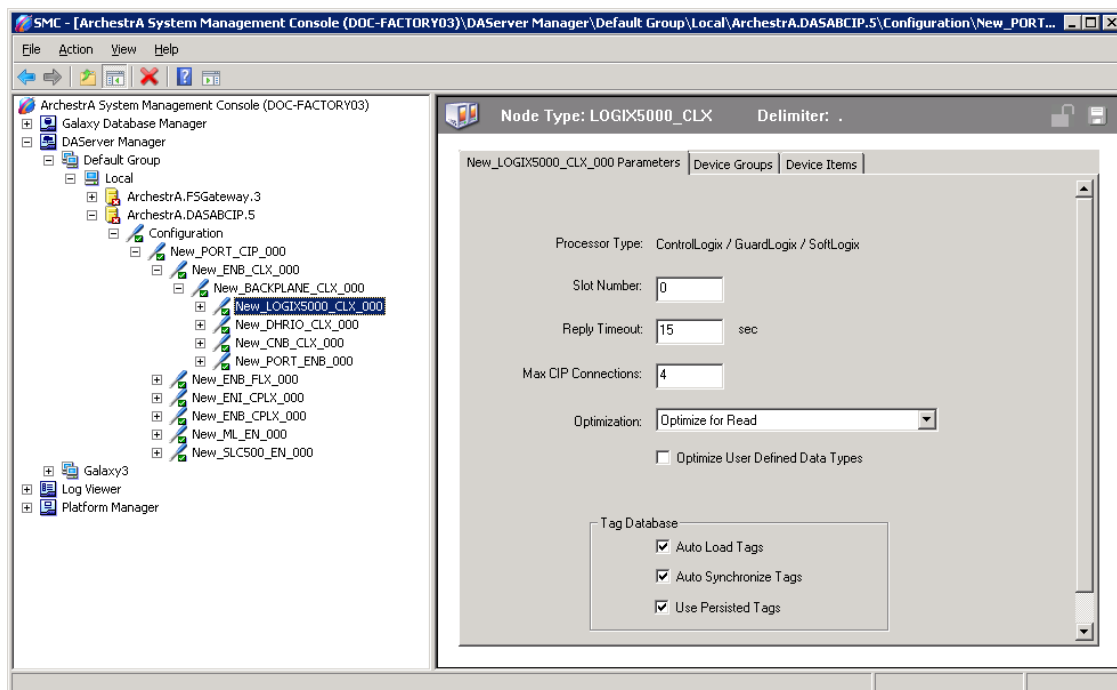 SMC - [ArchestrA System Management Console (DOC-FACTORY03)\DAServer Manager\Default Group\Local\ArchestrA.DASABCIP.5\Configuration\New_PORT...
File Action View Help
ArchestrA System Management Console (DOC-FACTORY03)
Galaxy Database Manager
DAServer Manager
Default Group
Local
ArchestrA.FSGateway.3
ArchestrA.DASABCIP.5
Configuration
New_PORT_CIP_000
New_ENB_CLX_000
New_BACKPLANE_CLX_000
New_LOGIX5000_CLX_000
New_DHRIO_CLX_000
New_CNB_CLX_000
New_PORT_ENB_000
New_ENB_FLX_000
New_ENI_CPLX_000
New_ENB_CPLX_000
New_ML_EN_000
New_SLC500_EN_000
Galaxy3
Log Viewer
Platform Manager
Node Type: LOGIX5000_CLX Delimiter: .
New_LOGIX5000_CLX_000 Parameters Device Groups Device Items
Processor Type: ControlLogix / GuardLogix / SoftLogix
Slot Number: 0
Reply Timeout: 15 sec
Max CIP Connections: 4
Optimization: Optimize for Read
Optimize User Defined Data Types
Tag Database
Auto Load Tags
Auto Synchronize Tags
Use Persisted Tags